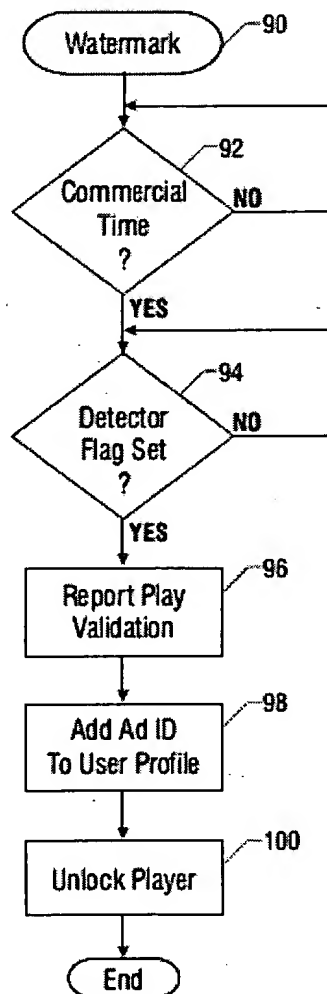 Watermark
90
92
Commercial
Time
?
NO
YES
94
Detector
Flag Set
?
NO
YES
96
Report Play
Validation
98
Add Ad ID
To User Profile
100
Unlock Player
End